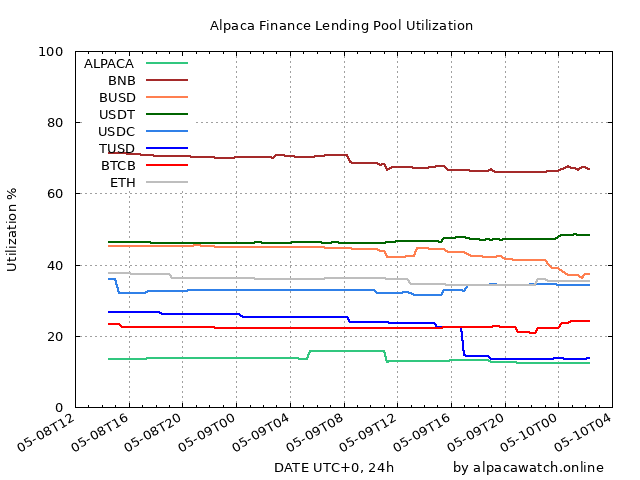 Alpaca Finance Lending Pool Utilization
Utilization %
100
80
60
40
20
0
ALPACA
BNB
BUSD
USDT
USDC
TUSD
BTCB
ETH
05-08T12
05-08T16
05-08T20
05-09T00
05-09T04
05-09T08
05-09T12
05-09T16
05-09T20
05-10T00
05-10T04
DATE UTC+0, 24h
by alpacawatch.online